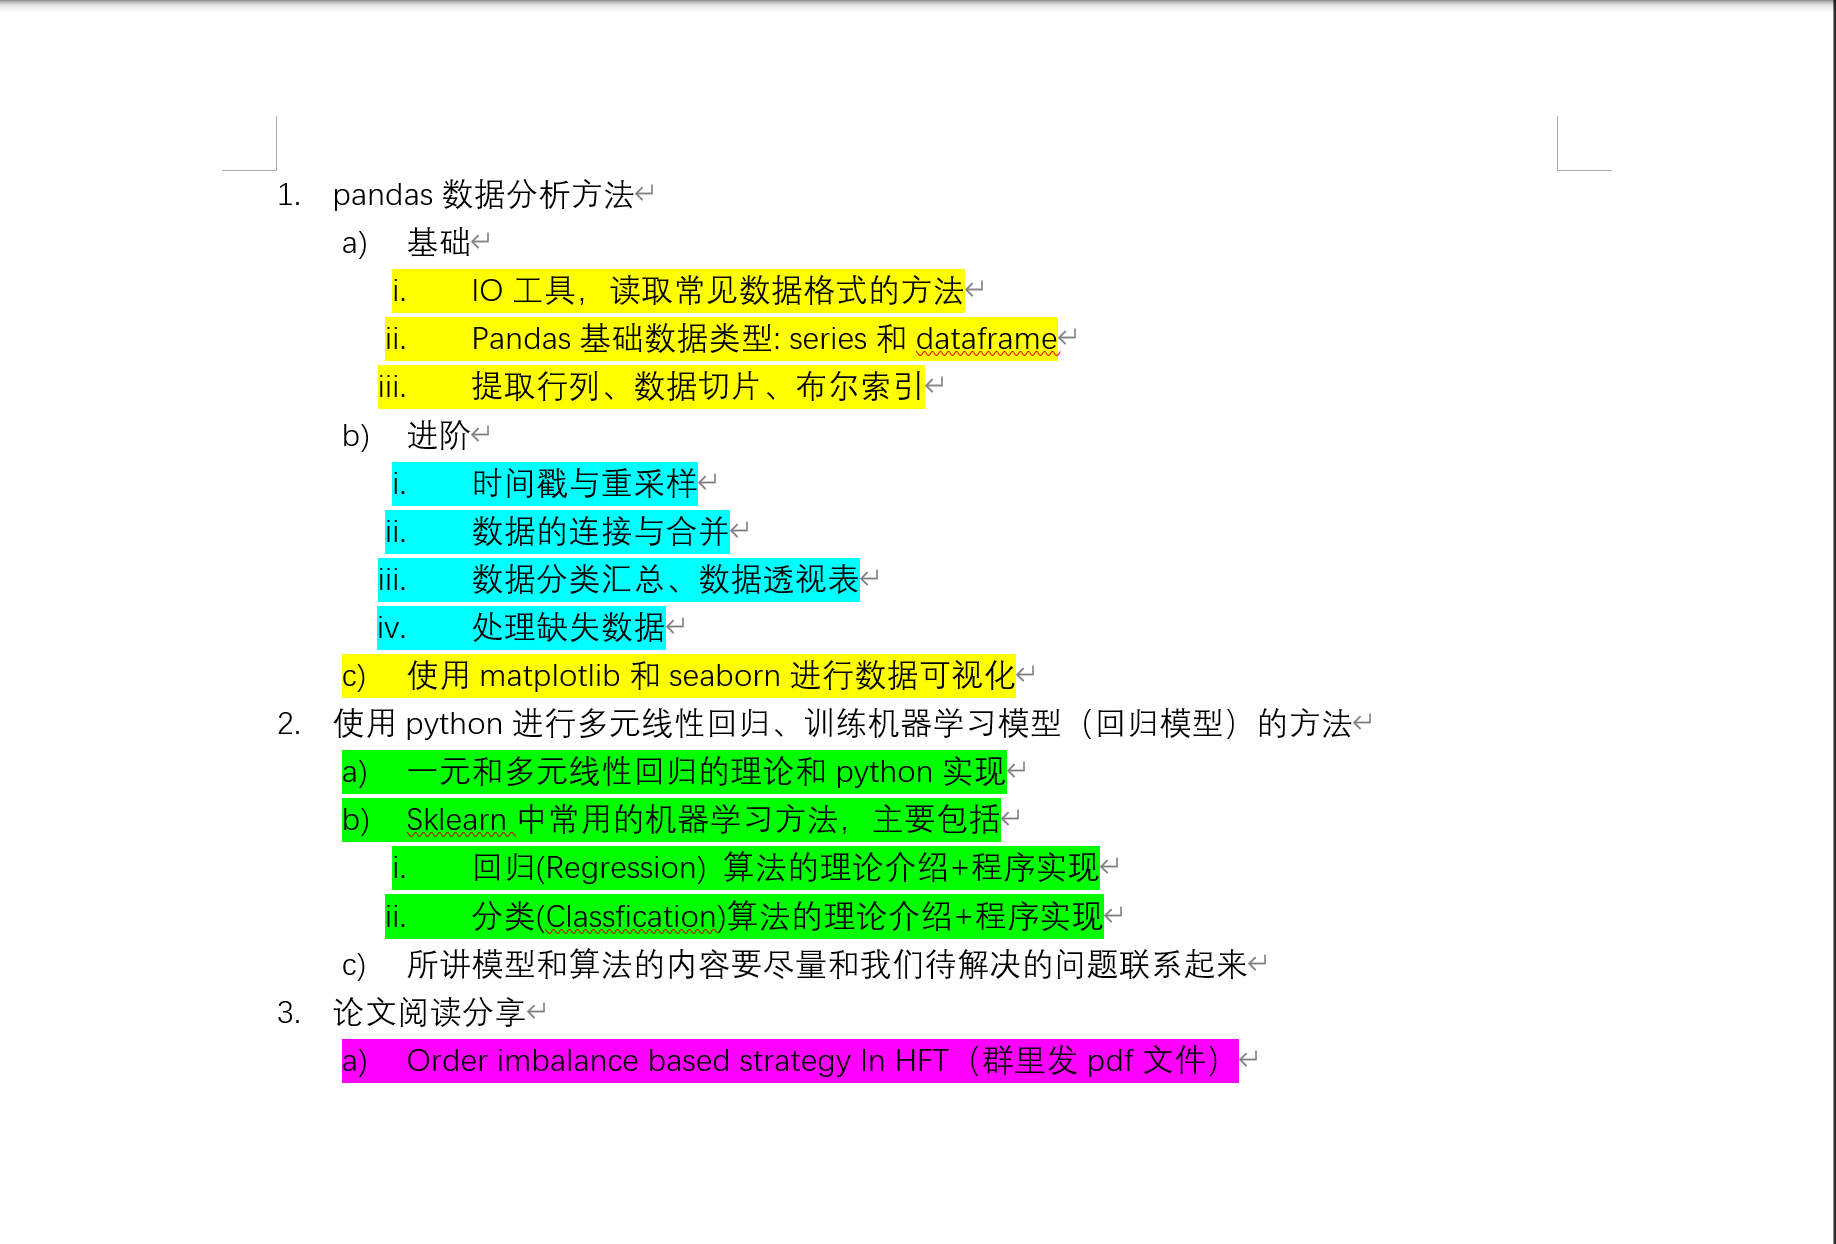 1. pandas 数据分析方法
a) 基础
i. IO 工具，读取常见数据格式的方法
ii. Pandas 基础数据类型: series 和 dataframe
iii. 提取行列、数据切片、布尔索引
b) 进阶
i. 时间戳与重采样
ii. 数据的连接与合并
iii. 数据分类汇总、数据透视表
iv. 处理缺失数据
c) 使用 matplotlib 和 seaborn 进行数据可视化
2. 使用 python 进行多元线性回归、训练机器学习模型（回归模型）的方法
a) 一元和多元线性回归的理论和 python 实现
b) Sklearn 中常用的机器学习方法，主要包括
i. 回归(Regression) 算法的理论介绍+程序实现
ii. 分类(Classfication)算法的理论介绍+程序实现
c) 所讲模型和算法的内容要尽量和我们待解决的问题联系起来
3. 论文阅读分享
a) Order imbalance based strategy In HFT（群里发 pdf 文件）